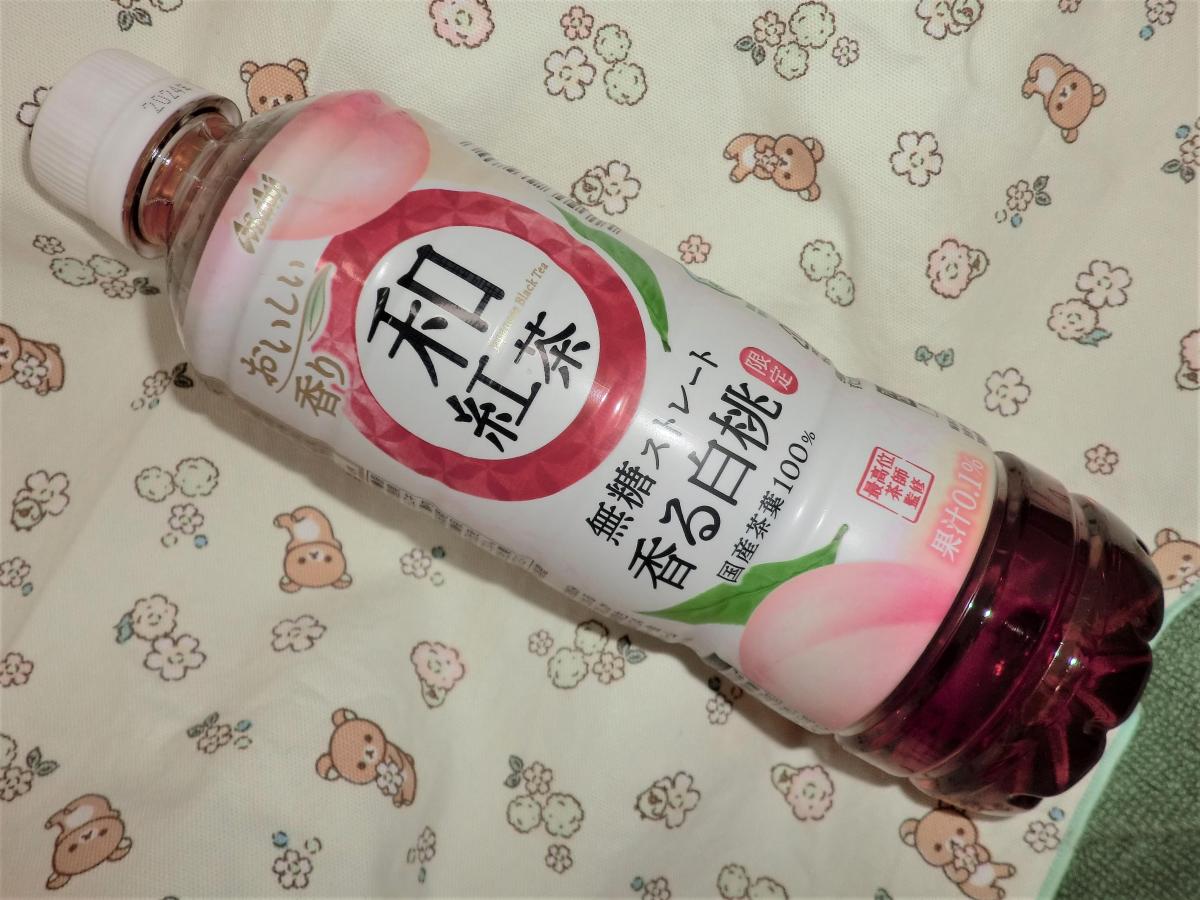 2024
Asahi
おいしい
香り
和
Japanese Black Tea
紅茶
限定
無糖ストレート
香る白桃
国産茶葉100%
最高位
茶師
監修
果汁0.1%